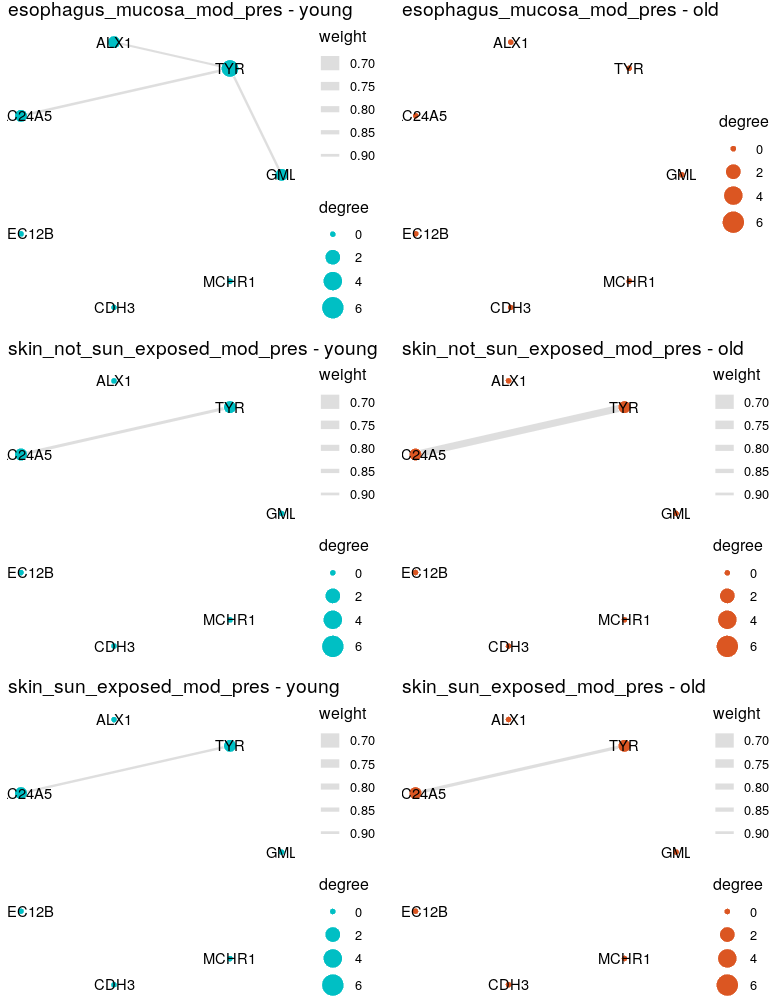 esophagus_mucosa_mod_pres - young
ALX1
TYR
C24A5
GML
EC12B
MCHR1
CDH3
weight
0.70
0.75
0.80
0.85
0.90
degree
0
2
4
6
esophagus_mucosa_mod_pres - old
ALX1
TYR
C24A5
GML
EC12B
MCHR1
CDH3
degree
0
2
4
6
skin_not_sun_exposed_mod_pres - young
ALX1
TYR
C24A5
GML
EC12B
MCHR1
CDH3
weight
0.70
0.75
0.80
0.85
0.90
degree
0
2
4
6
skin_not_sun_exposed_mod_pres - old
ALX1
TYR
C24A5
GML
EC12B
MCHR1
CDH3
weight
0.70
0.75
0.80
0.85
0.90
degree
0
2
4
6
skin_sun_exposed_mod_pres - young
ALX1
TYR
C24A5
GML
EC12B
MCHR1
CDH3
weight
0.70
0.75
0.80
0.85
0.90
degree
0
2
4
6
skin_sun_exposed_mod_pres - old
ALX1
TYR
C24A5
GML
EC12B
MCHR1
CDH3
weight
0.70
0.75
0.80
0.85
0.90
degree
0
2
4
6